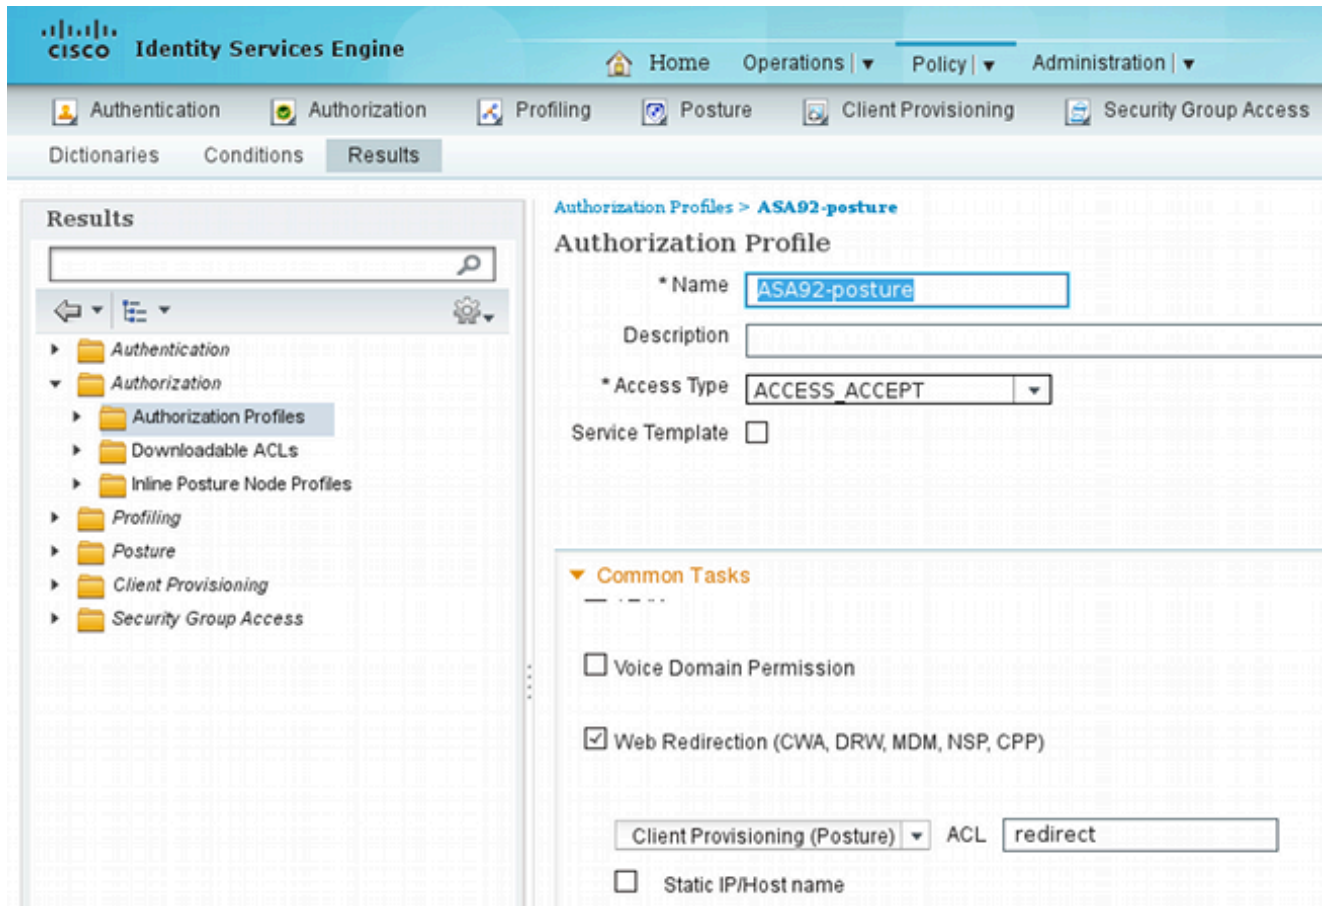 CISCO Identity Services Engine
Home Operations Policy Administration
Authentication Authorization Profiling Posture Client Provisioning Security Group Access
Dictionaries Conditions Results
Results
Authentication
Authorization
Authorization Profiles
Downloadable ACLs
Inline Posture Node Profiles
Profiling
Posture
Client Provisioning
Security Group Access
Authorization Profiles > ASA92-posture
Authorization Profile
* Name ASA92-posture
Description
* Access Type ACCESS_ACCEPT
Service Template
Common Tasks
Voice Domain Permission
Web Redirection (CWA, DRW, MDM, NSP, CPP)
Client Provisioning (Posture) ACL redirect
Static IP/Host name